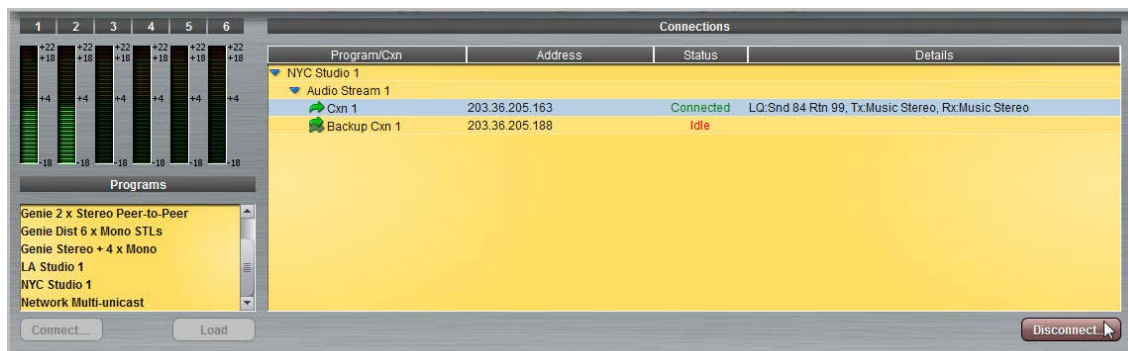 1 2 3 4 5 6
+22 +22 +22 +22 +22 +22
+18 +18 +18 +18 +18 +18
+4 +4 +4 +4 +4 +4
-18 -18 -18 -18 -18 -18
Programs
Genie 2 x Stereo Peer-to-Peer
Genie Dist 6 x Mono STLs
Genie Stereo + 4 x Mono
LA Studio 1
NYC Studio 1
Network Multi-unicast
Connect...
Load
Connections
Program/Cxn Address Status Details
NYC Studio 1
Audio Stream 1
Cxn 1 203.36.205.163 Connected LQ:Snd 84 Rtn 99, Tx:Music Stereo, Rx:Music Stereo
Backup Cxn 1 203.36.205.188 Idle
Disconnect...